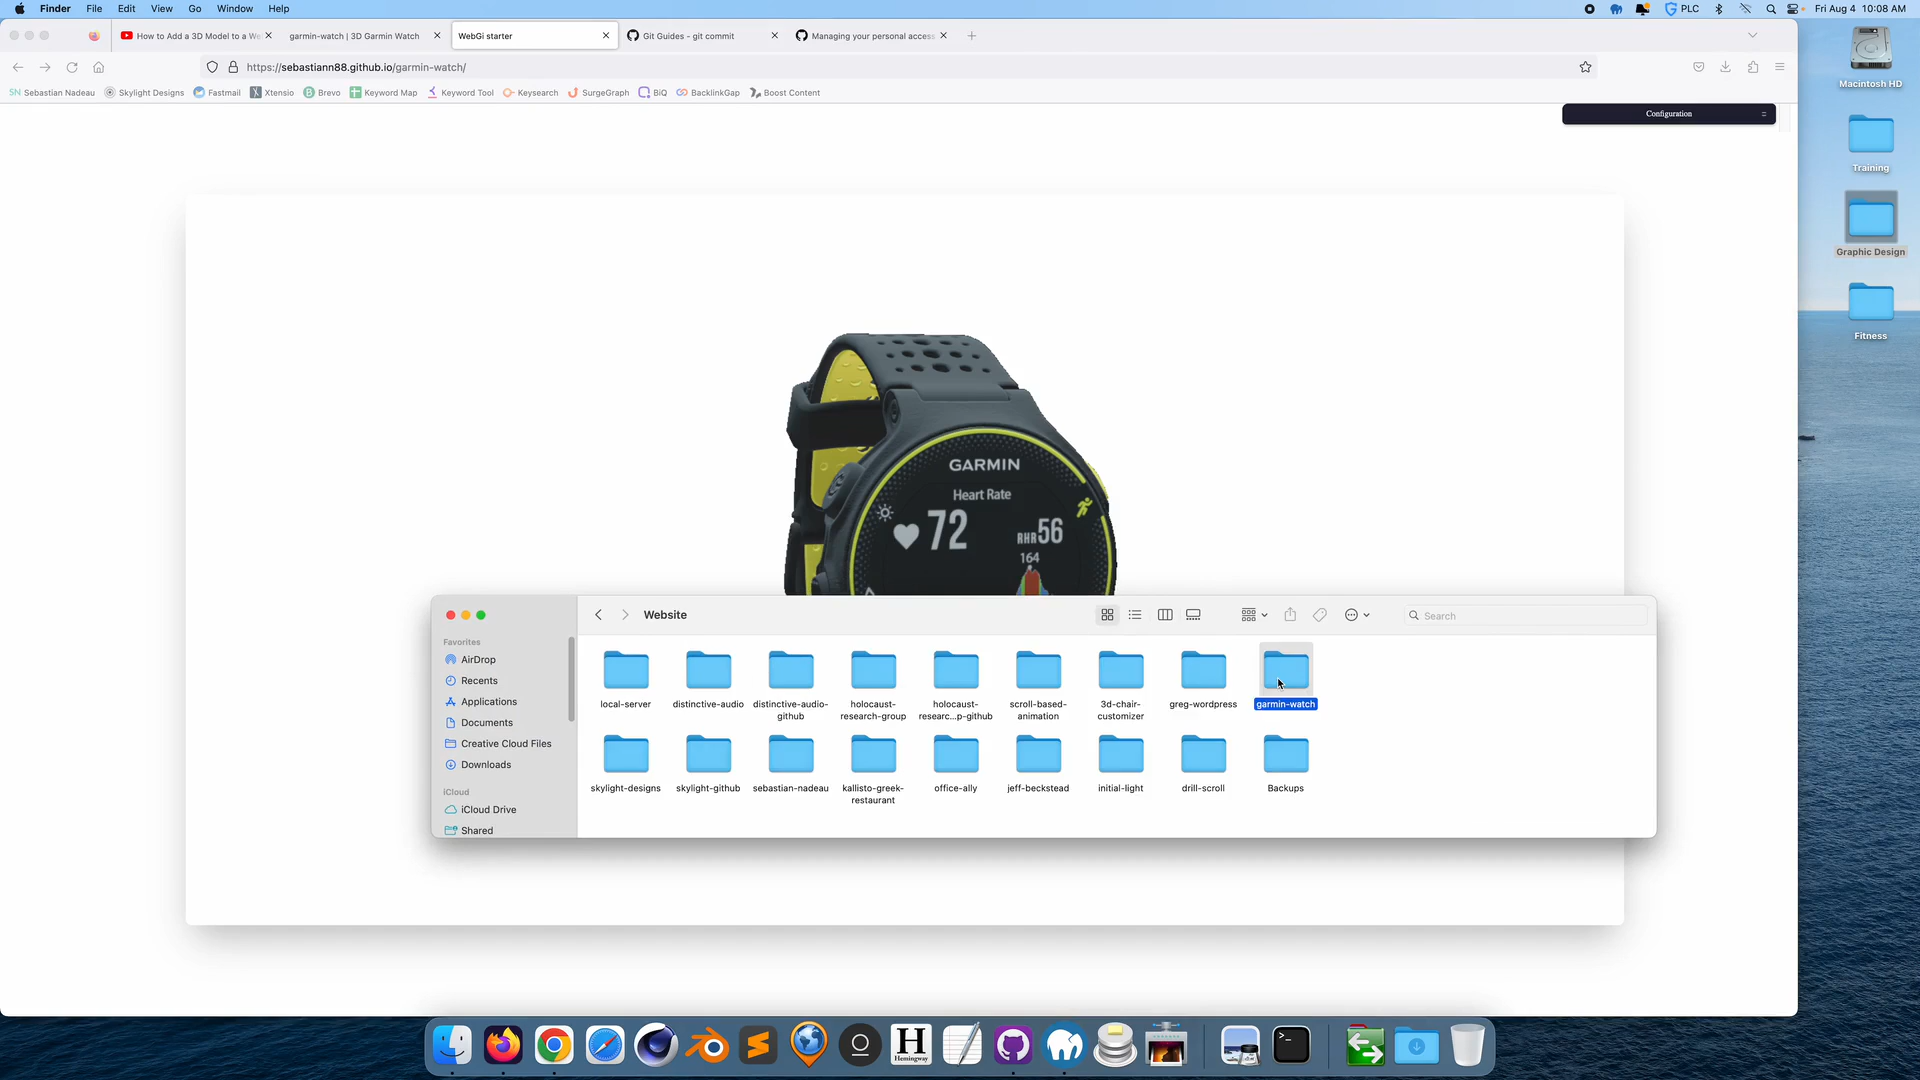 Finder File Edit View Go Window Help
PLC Fri Aug 4 10:08 AM
How to Add a 3D Model to a We
garmin-watch | 3D Garmin Watch
WebGi starter
Git Guides - git commit
Managing your personal access
https://sebastiann88.github.io/garmin-watch/
SN Sebastian Nadeau Skylight Designs Fastmail Xtensio Brevo Keyword Map Keyword Tool Keysearch SurgeGraph BiQ BacklinkGap Boost Content
Configuration
Macintosh HD
Training
Graphic Design
Fitness
GARMIN
Heart Rate
72
RHR 56
164
Website
Search
Favorites
AirDrop
Recents
Applications
Documents
Creative Cloud Files
Downloads
iCloud
iCloud Drive
Shared
local-server
distinctive-audio
distinctive-audio-
github
holocaust-
research-group
holocaust-
researc...p-github
scroll-based-
animation
3d-chair-
customizer
greg-wordpress
garmin-watch
skylight-designs
skylight-github
sebastian-nadeau
kallisto-greek-
restaurant
office-ally
jeff-beckstead
initial-light
drill-scroll
Backups
H
Hemingway